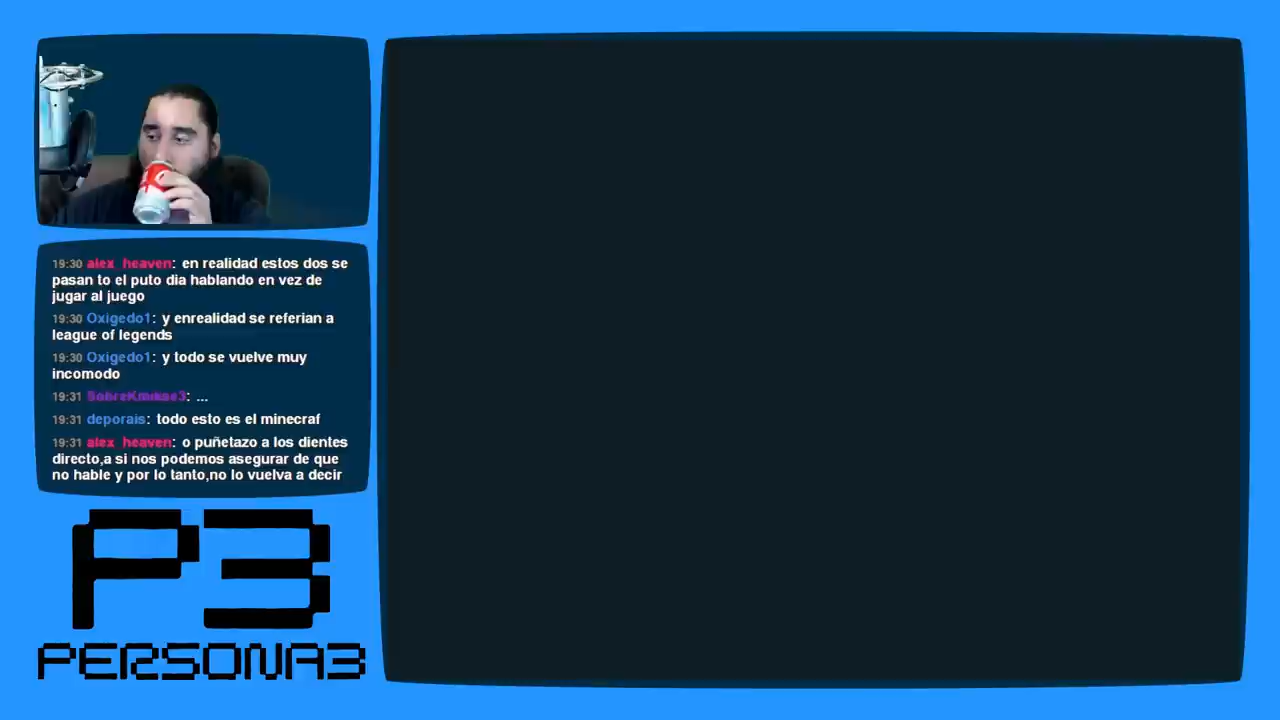 19:30 alex_heaven: en realidad estos dos se
pasan to el puto dia hablando en vez de
jugar al juego
19:30 Oxigedo1: y enrealidad se referian a
league of legends
19:30 Oxigedo1: y todo se vuelve muy
incomodo
19:31 SabreKmikae3: ...
19:31 deporais: todo esto es el minecraf
19:31 alex_heaven: o puñetazo a los dientes
directo,a si nos podemos asegurar de que
no hable y por lo tanto,no lo vuelva a decir
P3
PERSONA3